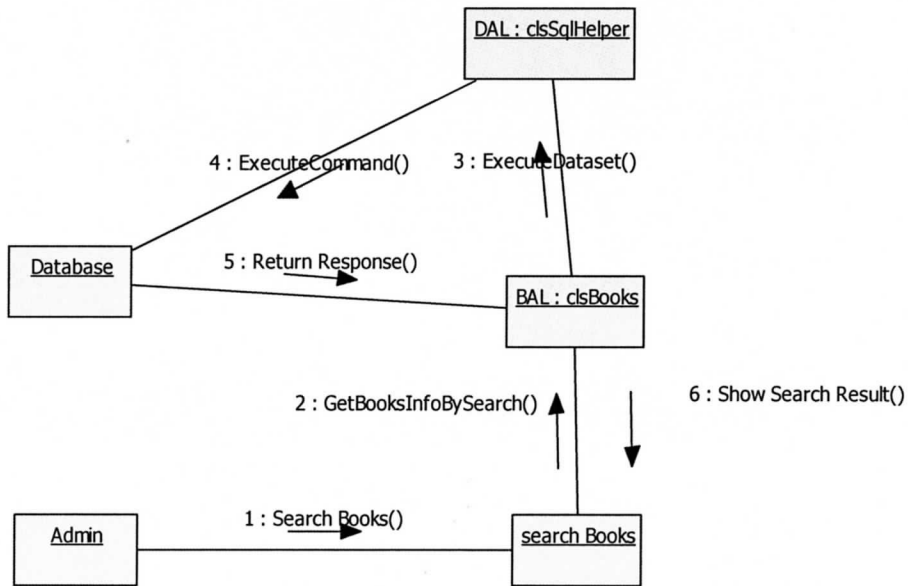 DAL : clsSqlHelper
4 : ExecuteCommand()
3 : ExecuteDataset()
Database
5 : Return Response()
BAL : clsBooks
2 : GetBooksInfoBySearch()
6 : Show Search Result()
1 : Search Books()
Admin
search Books